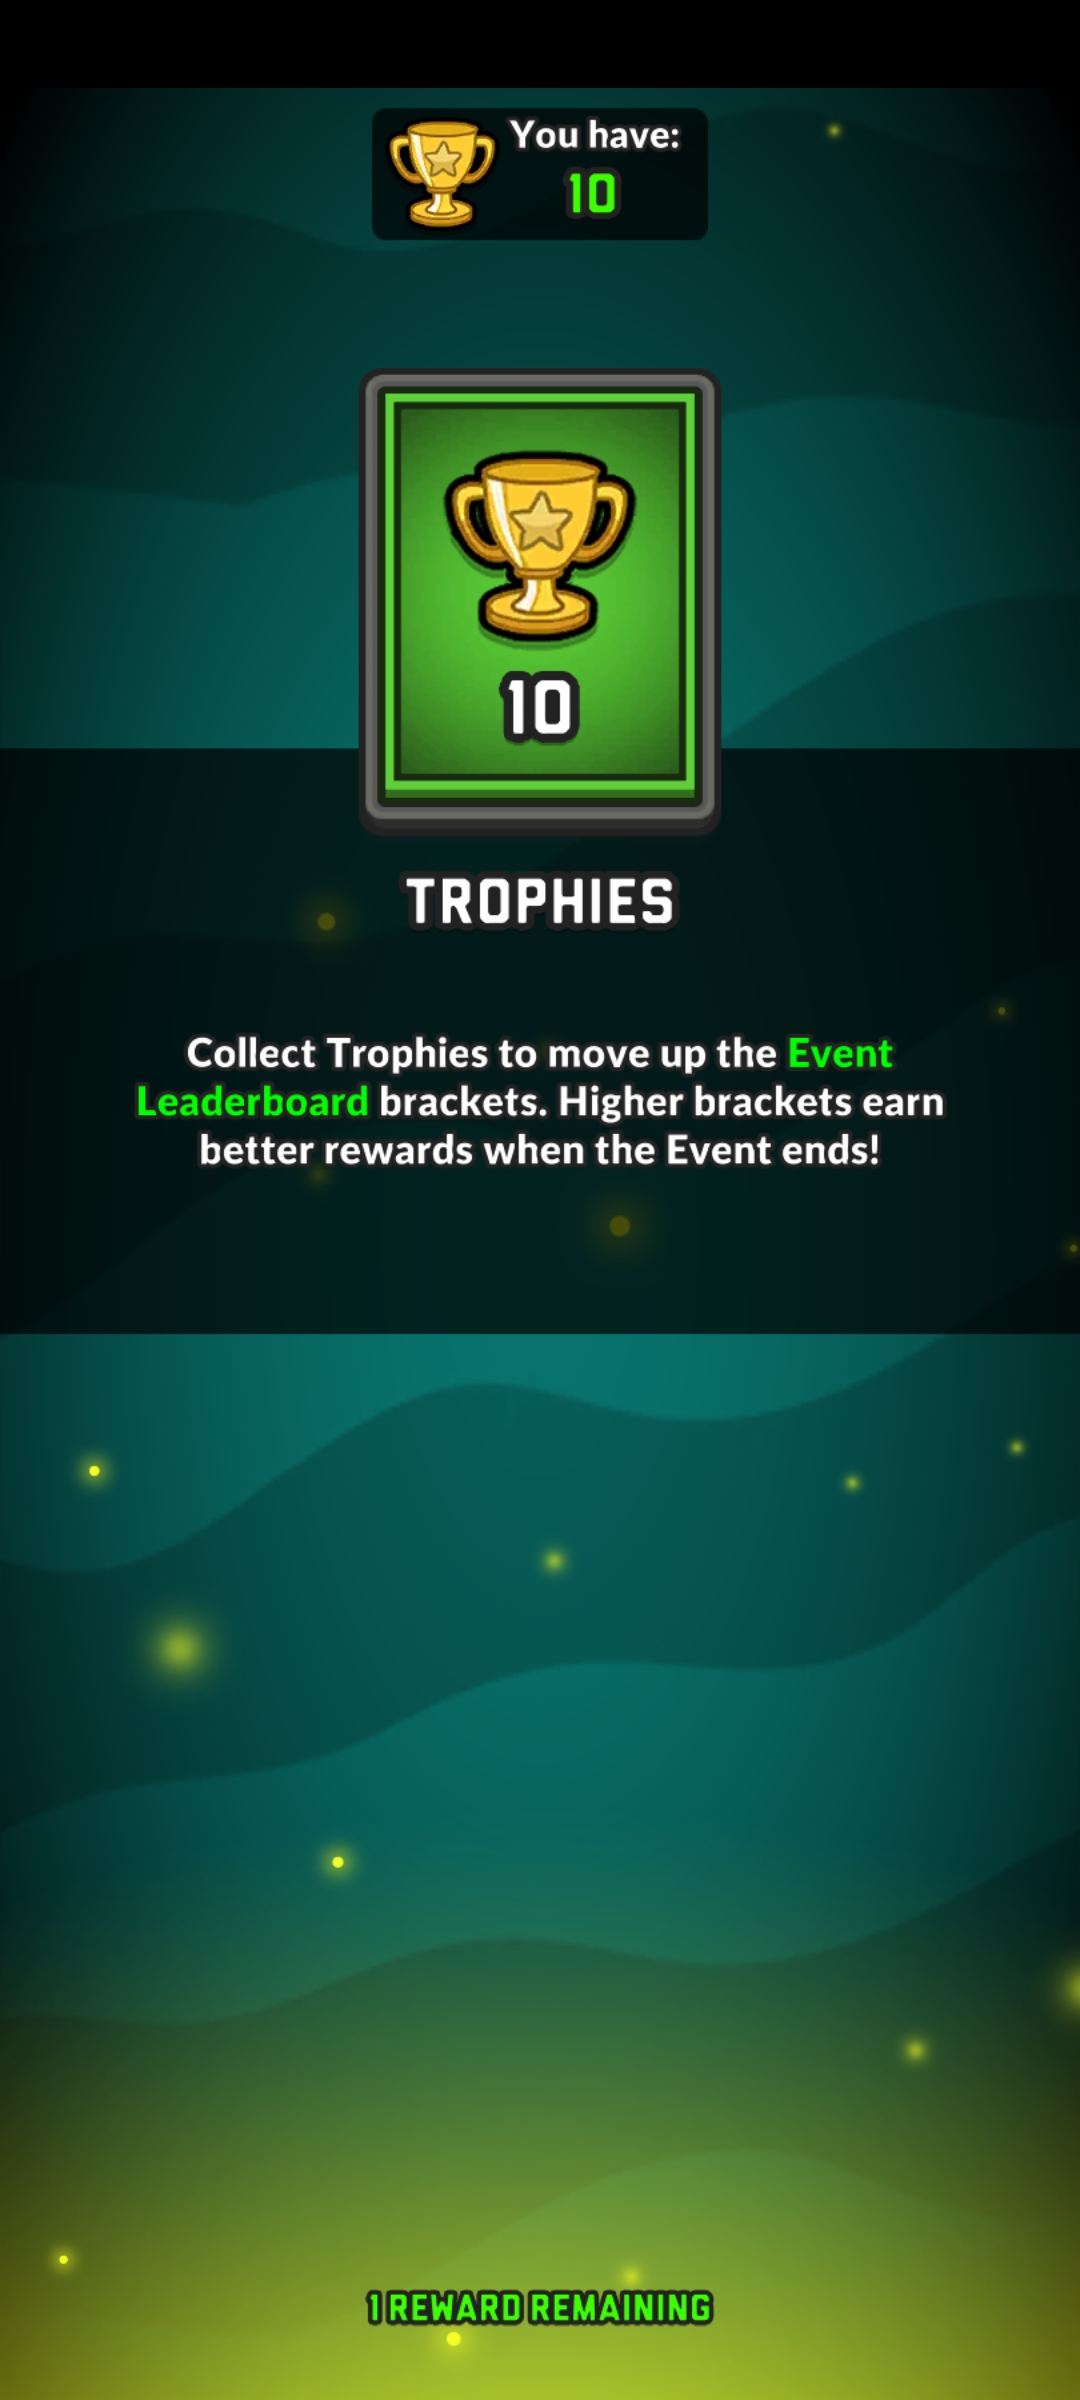 You have:
10
10
TROPHIES
Collect Trophies to move up the Event
Leaderboard brackets. Higher brackets earn
better rewards when the Event ends!
1 REWARD REMAINING